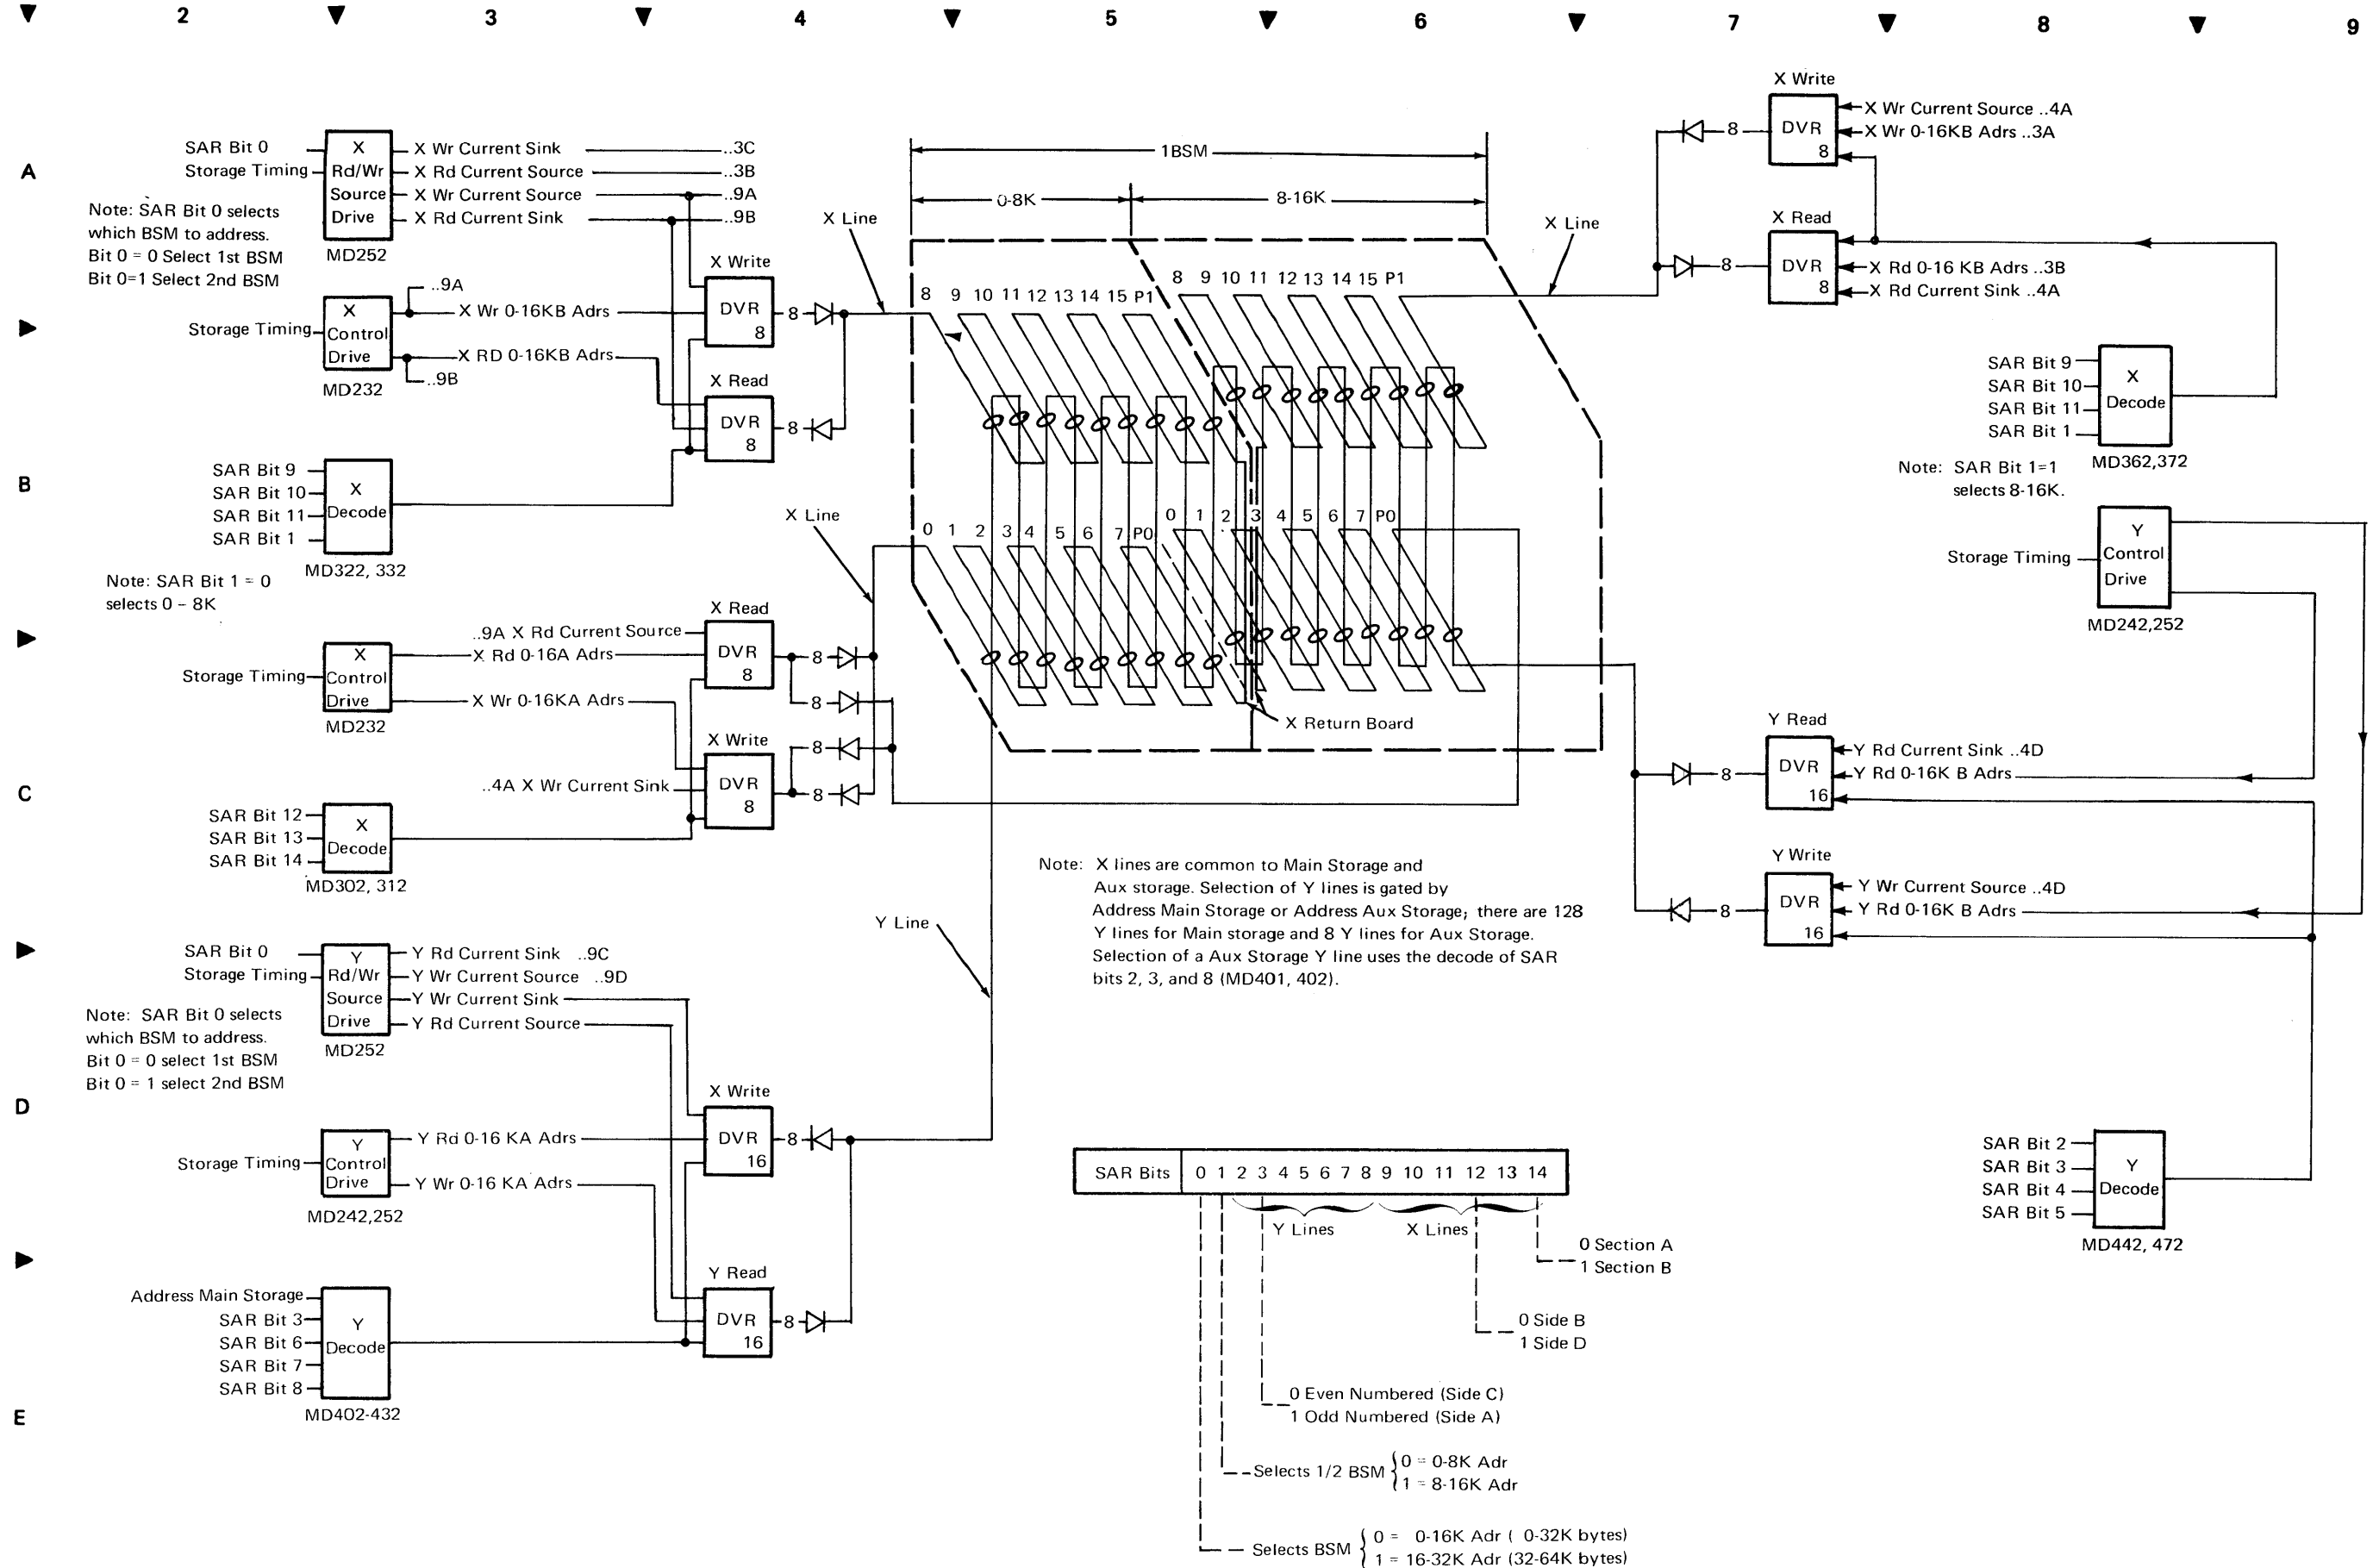 2 3 4 5 6 7 8 9
A
B
C
D
E
SAR Bit 0
Storage Timing
X
Rd/Wr
Source
Drive
MD252
X Wr Current Sink ..3C
X Rd Current Source ..3B
X Wr Current Source ..9A
X Rd Current Sink ..9B
Note: SAR Bit 0 selects
which BSM to address.
Bit 0 = 0 Select 1st BSM
Bit 0=1 Select 2nd BSM
Storage Timing
X
Control
Drive
MD232
..9A
X Wr 0-16KB Adrs
X RD 0-16KB Adrs
..9B
X Write
DVR
8
8
X Read
DVR
8
8
SAR Bit 9
SAR Bit 10
SAR Bit 11
SAR Bit 1
X
Decode
MD322, 332
Note: SAR Bit 1 = 0
selects 0 – 8K
Storage Timing
X
Control
Drive
MD232
..9A X Rd Current Source
X Rd 0-16A Adrs
X Wr 0-16KA Adrs
X Read
DVR
8
8
8
X Write
DVR
8
8
8
..4A X Wr Current Sink
SAR Bit 12
SAR Bit 13
SAR Bit 14
X
Decode
MD302, 312
SAR Bit 0
Storage Timing
Y
Rd/Wr
Source
Drive
MD252
Y Rd Current Sink ..9C
Y Wr Current Source ..9D
Y Wr Current Sink
Y Rd Current Source
Note: SAR Bit 0 selects
which BSM to address.
Bit 0 = 0 select 1st BSM
Bit 0 = 1 select 2nd BSM
Storage Timing
Y
Control
Drive
MD242,252
Y Rd 0-16 KA Adrs
Y Wr 0-16 KA Adrs
X Write
DVR
16
8
Y Read
DVR
16
8
Address Main Storage
SAR Bit 3
SAR Bit 6
SAR Bit 7
SAR Bit 8
Y
Decode
MD402-432
1BSM
0-8K
8-16K
X Line
X Line
X Line
Y Line
8 9 10 11 12 13 14 15 P1
8 9 10 11 12 13 14 15 P1
0 1 2 3 4 5 6 7 P0
0 1 2 3 4 5 6 7 P0
X Return Board
Note: X lines are common to Main Storage and
Aux storage. Selection of Y lines is gated by
Address Main Storage or Address Aux Storage; there are 128
Y lines for Main storage and 8 Y lines for Aux Storage.
Selection of a Aux Storage Y line uses the decode of SAR
bits 2, 3, and 8 (MD401, 402).
SAR Bits 0 1 2 3 4 5 6 7 8 9 10 11 12 13 14
Y Lines
X Lines
0 Section A
1 Section B
0 Side B
1 Side D
0 Even Numbered (Side C)
1 Odd Numbered (Side A)
Selects 1/2 BSM
0 = 0-8K Adr
1 = 8-16K Adr
Selects BSM
0 = 0-16K Adr ( 0-32K bytes)
1 = 16-32K Adr (32-64K bytes)
X Write
8
DVR
8
X Wr Current Source ..4A
X Wr 0-16KB Adrs ..3A
X Read
8
DVR
8
X Rd 0-16 KB Adrs ..3B
X Rd Current Sink ..4A
SAR Bit 9
SAR Bit 10
SAR Bit 11
SAR Bit 1
X
Decode
MD362,372
Note: SAR Bit 1=1
selects 8-16K.
Storage Timing
Y
Control
Drive
MD242,252
Y Read
8
DVR
16
Y Rd Current Sink ..4D
Y Rd 0-16K B Adrs
Y Write
8
DVR
16
Y Wr Current Source ..4D
Y Rd 0-16K B Adrs
SAR Bit 2
SAR Bit 3
SAR Bit 4
SAR Bit 5
Y
Decode
MD442, 472